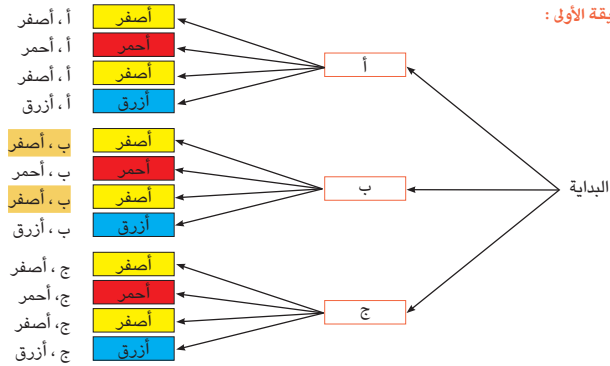 يقة الأولى :
البداية
أ
أصفر
أ ، أصفر
أحمر
أ ، أحمر
أصفر
أ ، أصفر
أزرق
أ ، أزرق
ب
أصفر
ب ، أصفر
أحمر
ب ، أحمر
أصفر
ب ، أصفر
أزرق
ب ، أزرق
ج
أصفر
ج ، أصفر
أحمر
ج، أحمر
أصفر
ج، أصفر
أزرق
ج ، أزرق